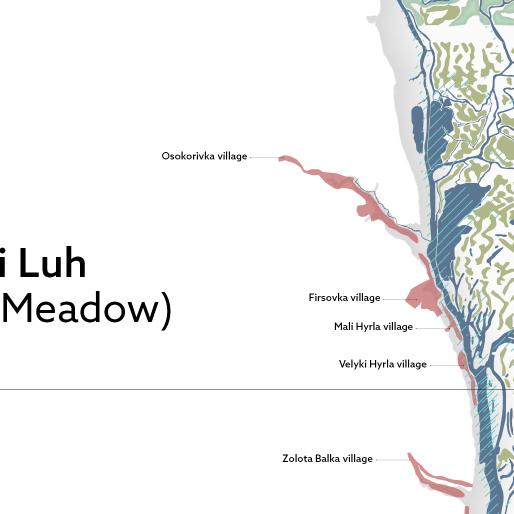 Osokorivka village
i Luh
Meadow)
Firsovka village
Mali Hyrla village
Velyki Hyrla village
Zolota Balka village